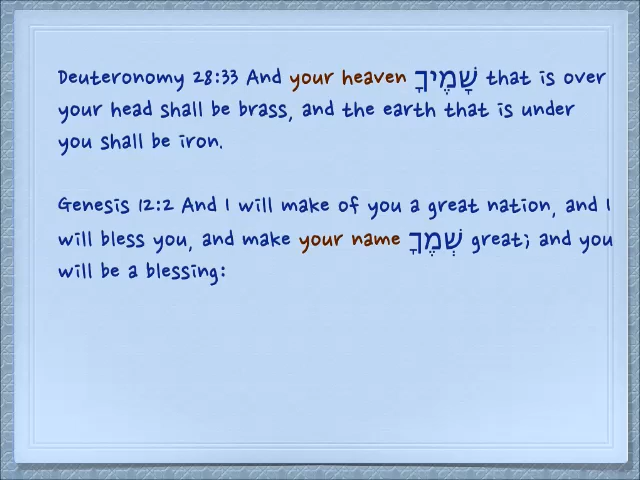 Deuteronomy 28:33 And your heaven שָׁמֶיךָ that is over
your head shall be brass, and the earth that is under
you shall be iron.
Genesis 12:2 And I will make of you a great nation, and I
will bless you, and make your name שְׁמֶךָ great; and you
will be a blessing: